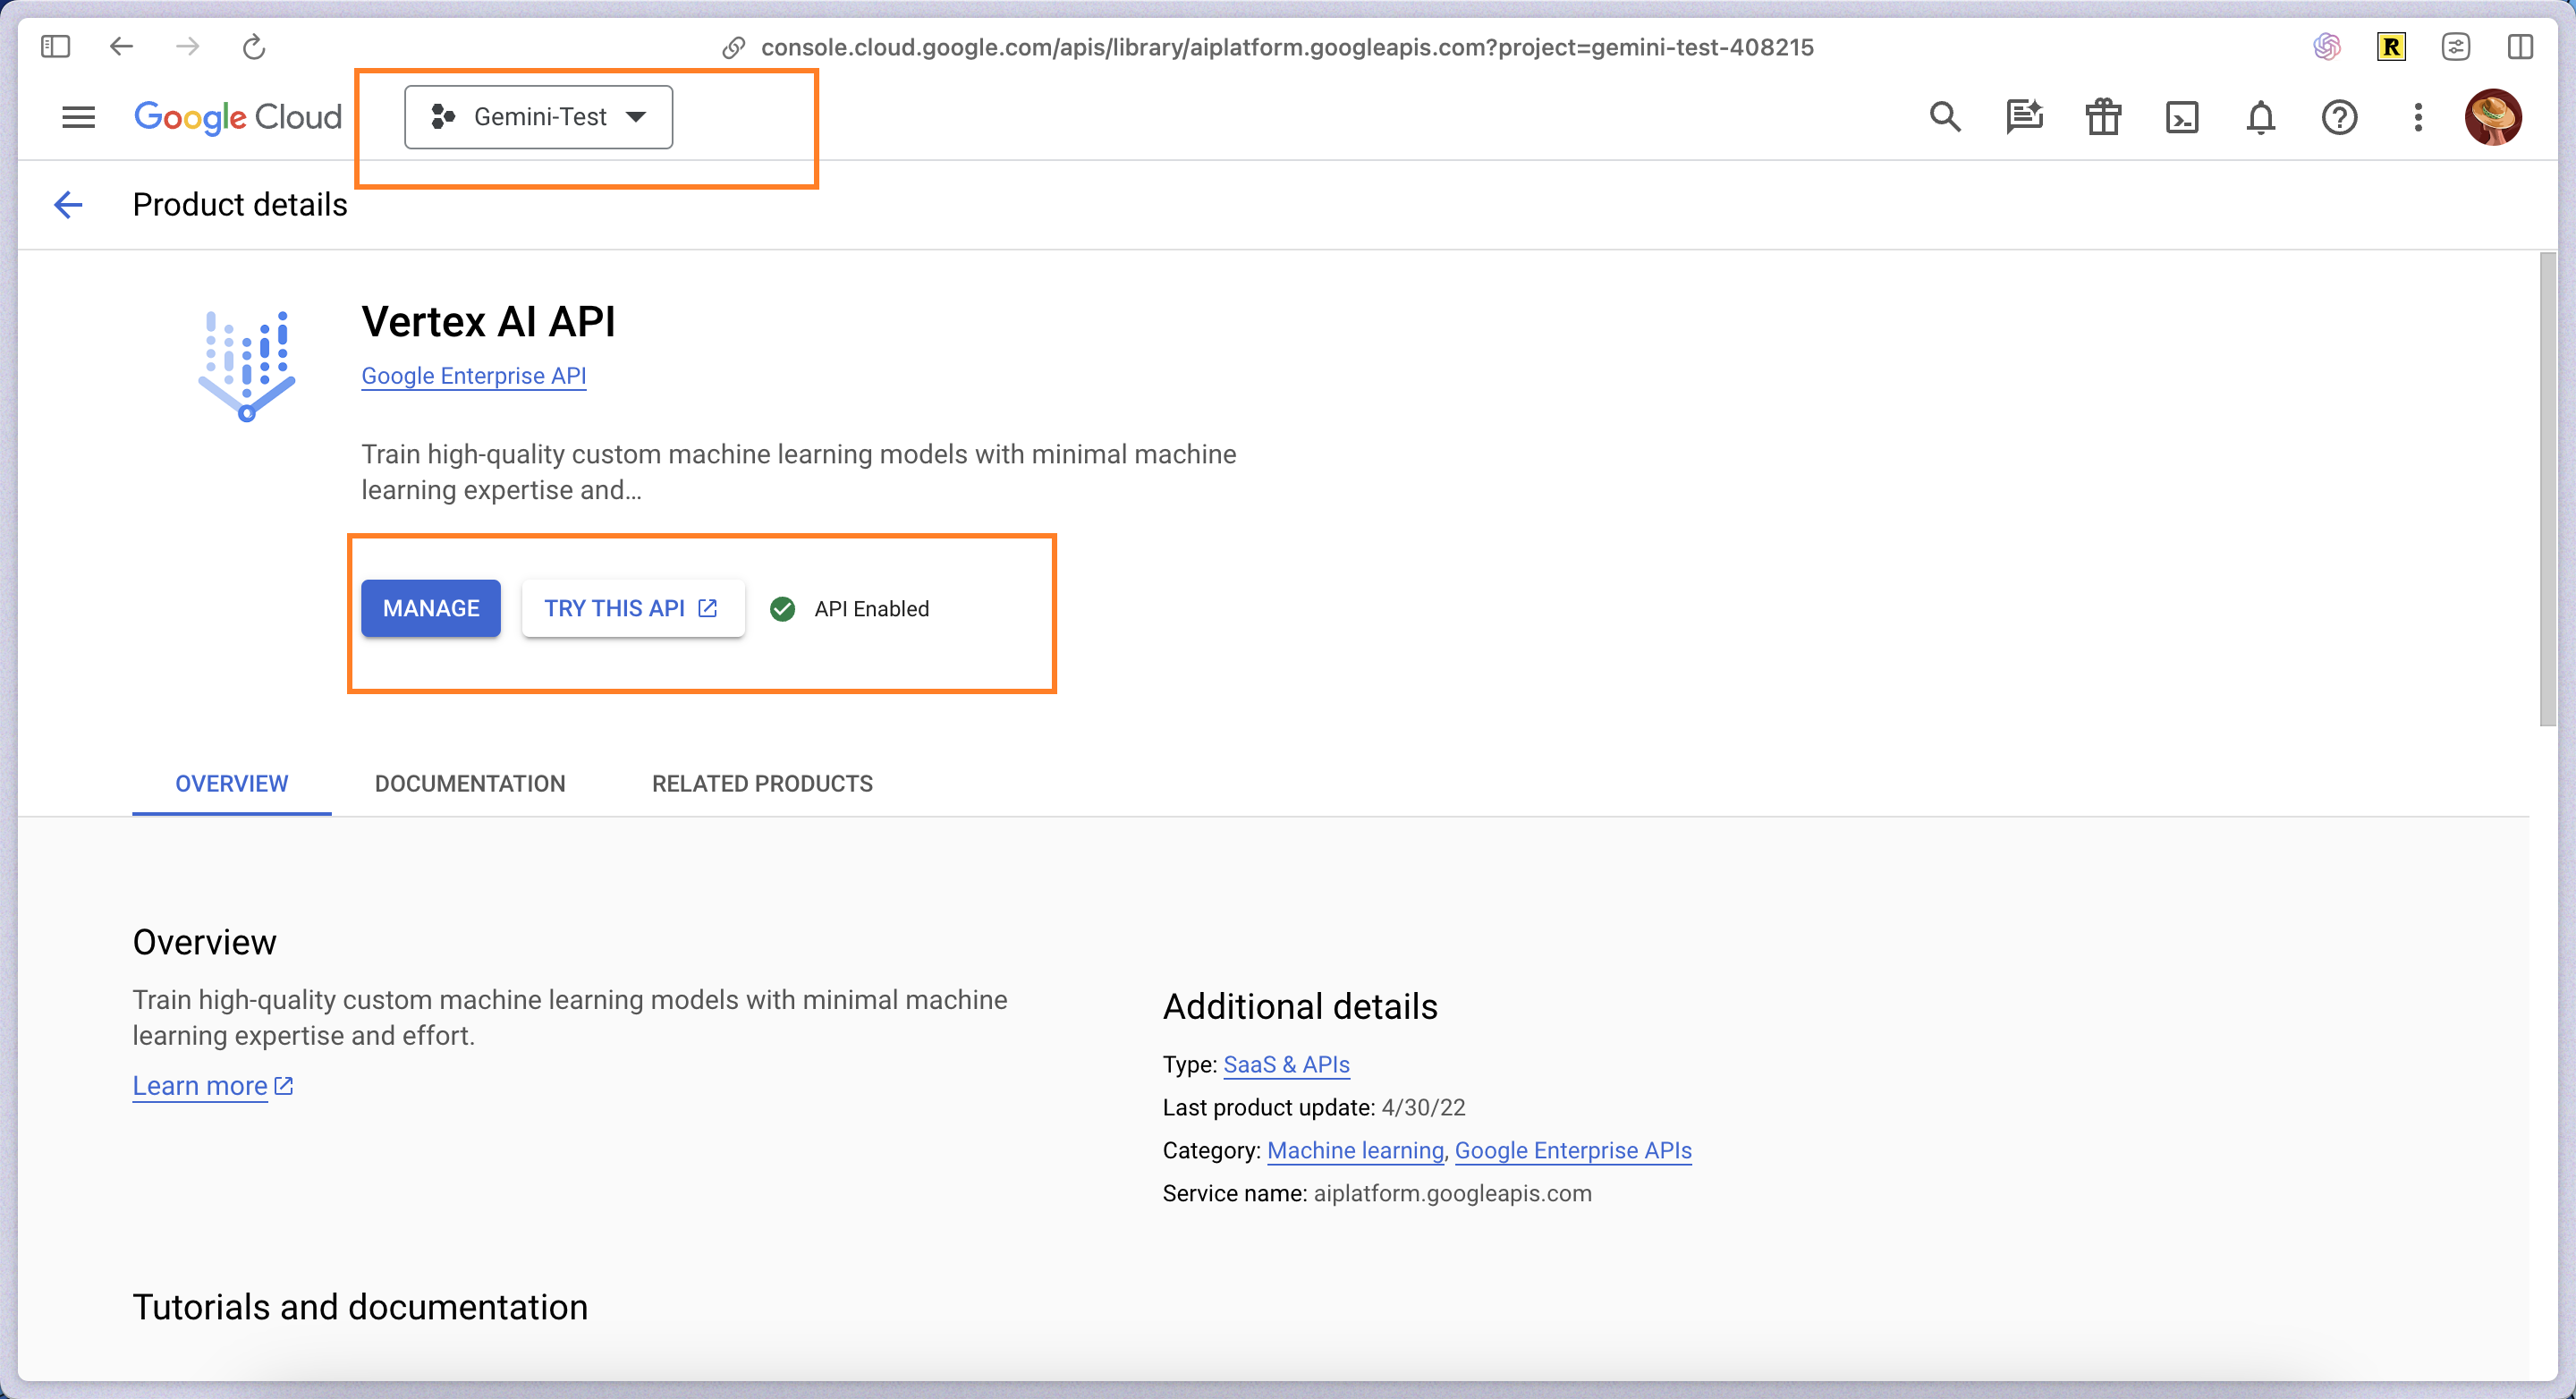 console.cloud.google.com/apis/library/aiplatform.googleapis.com?project=gemini-test-408215
R
Google Cloud
Gemini-Test
Product details
Vertex AI API
Google Enterprise API
Train high-quality custom machine learning models with minimal machine
learning expertise and…
MANAGE
TRY THIS API
API Enabled
OVERVIEW
DOCUMENTATION
RELATED PRODUCTS
Overview
Train high-quality custom machine learning models with minimal machine
learning expertise and effort.
Learn more
Additional details
Type: SaaS & APIs
Last product update: 4/30/22
Category: Machine learning, Google Enterprise APIs
Service name: aiplatform.googleapis.com
Tutorials and documentation